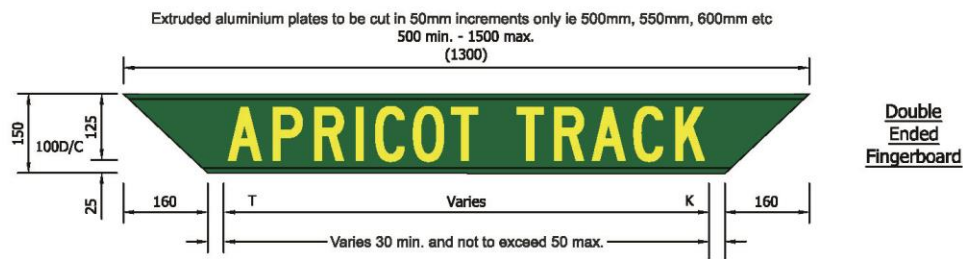 Extruded aluminium plates to be cut in 50mm increments only ie 500mm, 550mm, 600mm etc
500 min. - 1500 max.
(1300)
150
100D/C
125
APRICOT TRACK
Double
Ended
Fingerboard
25
160
T
Varies
K
160
Varies 30 min. and not to exceed 50 max.